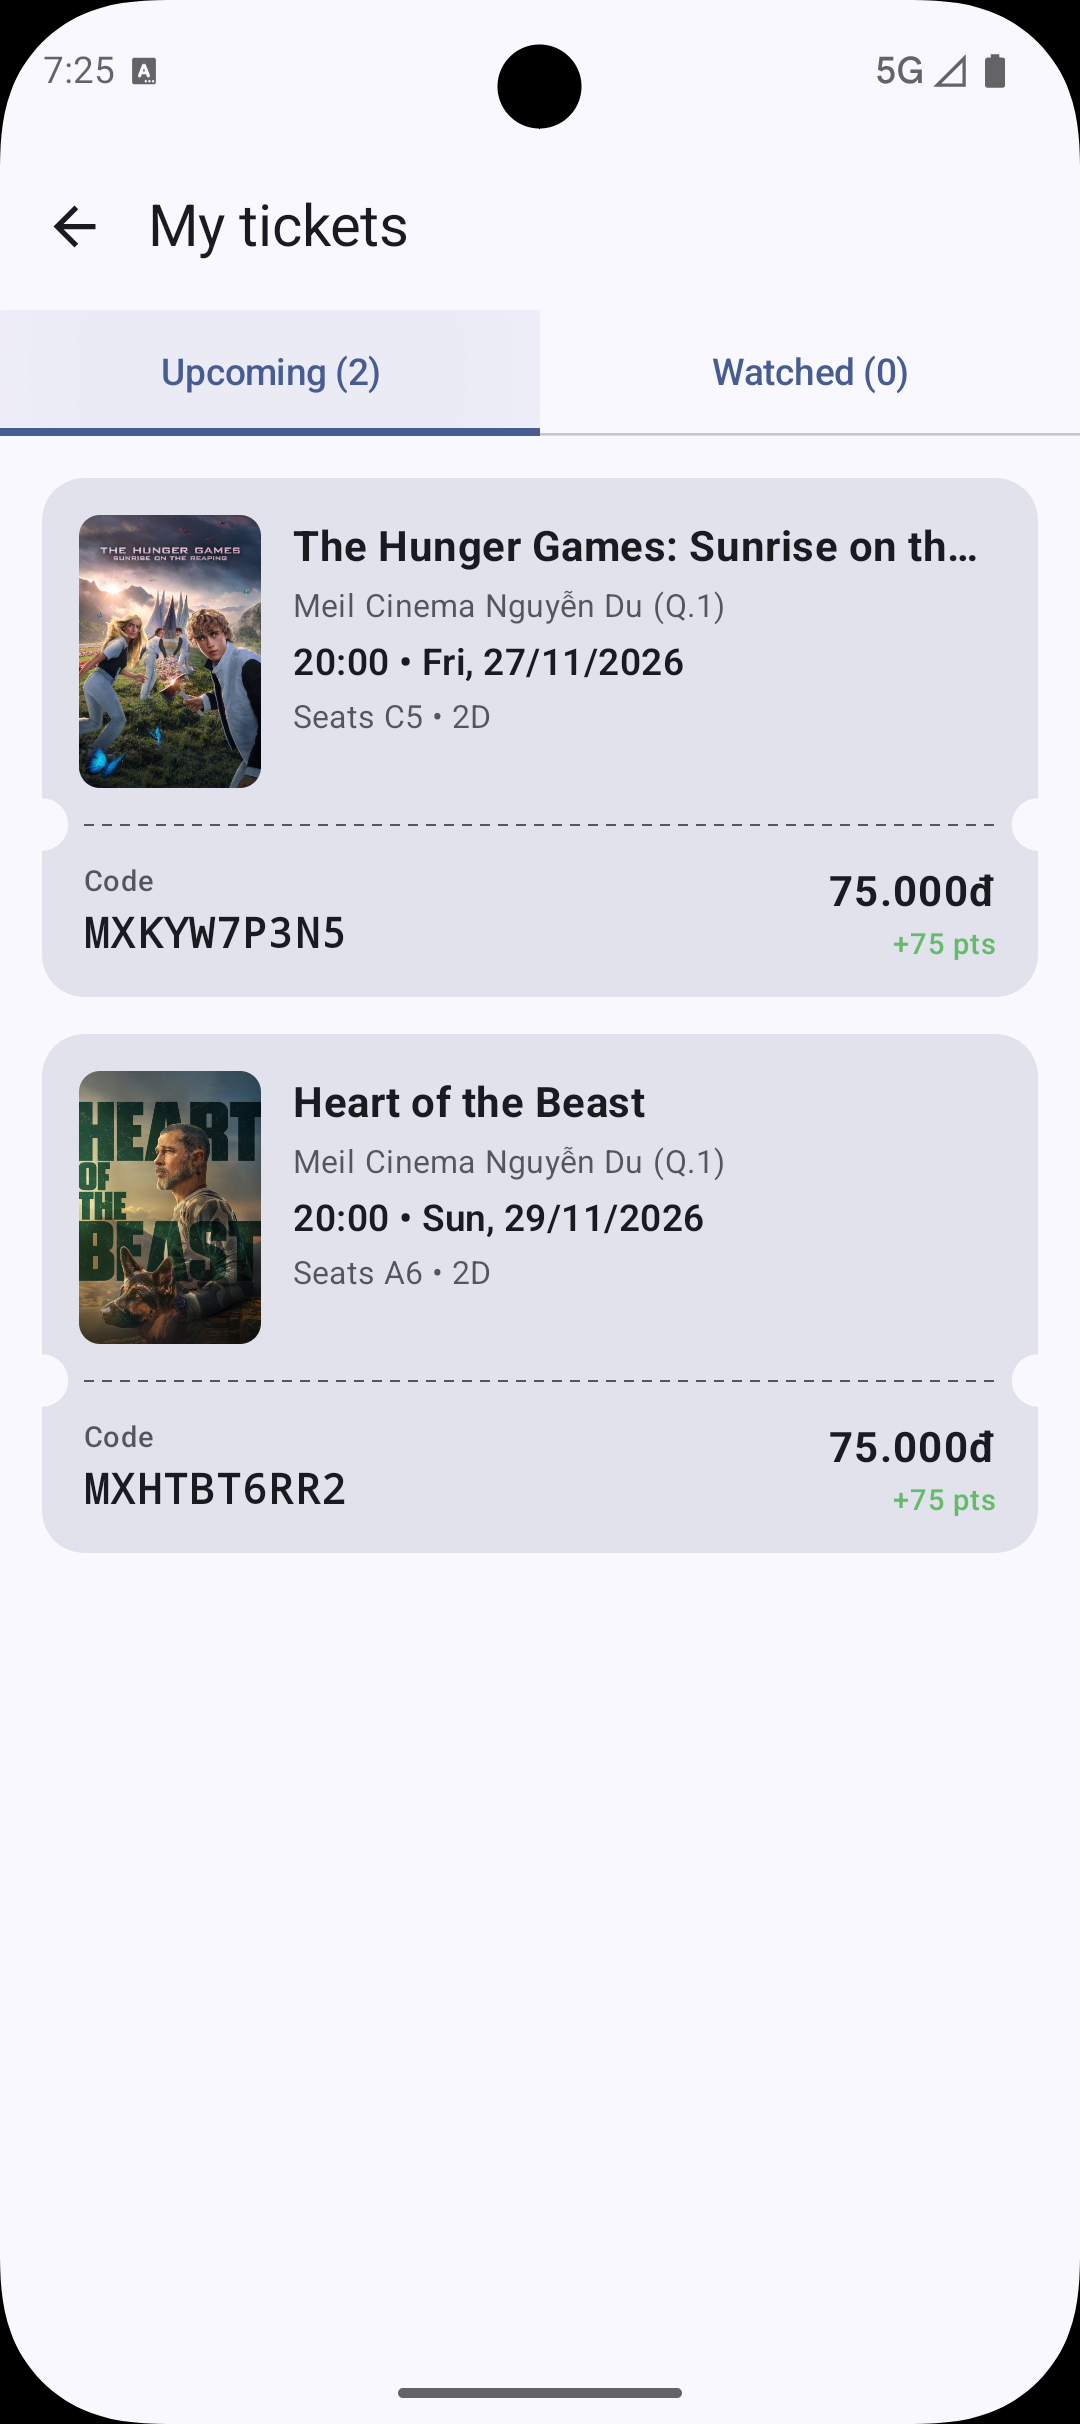 7:25
5G
My tickets
Upcoming (2)
Watched (0)
THE HUNGER GAMES
SUNRISE ON THE REAPING
The Hunger Games: Sunrise on th...
Meil Cinema Nguyễn Du (Q.1)
20:00 • Fri, 27/11/2026
Seats C5 • 2D
Code
MXKYW7P3N5
75.000đ
+75 pts
HEART
OF
THE
BEAST
Heart of the Beast
Meil Cinema Nguyễn Du (Q.1)
20:00 • Sun, 29/11/2026
Seats A6 • 2D
Code
MXHTBT6RR2
75.000đ
+75 pts